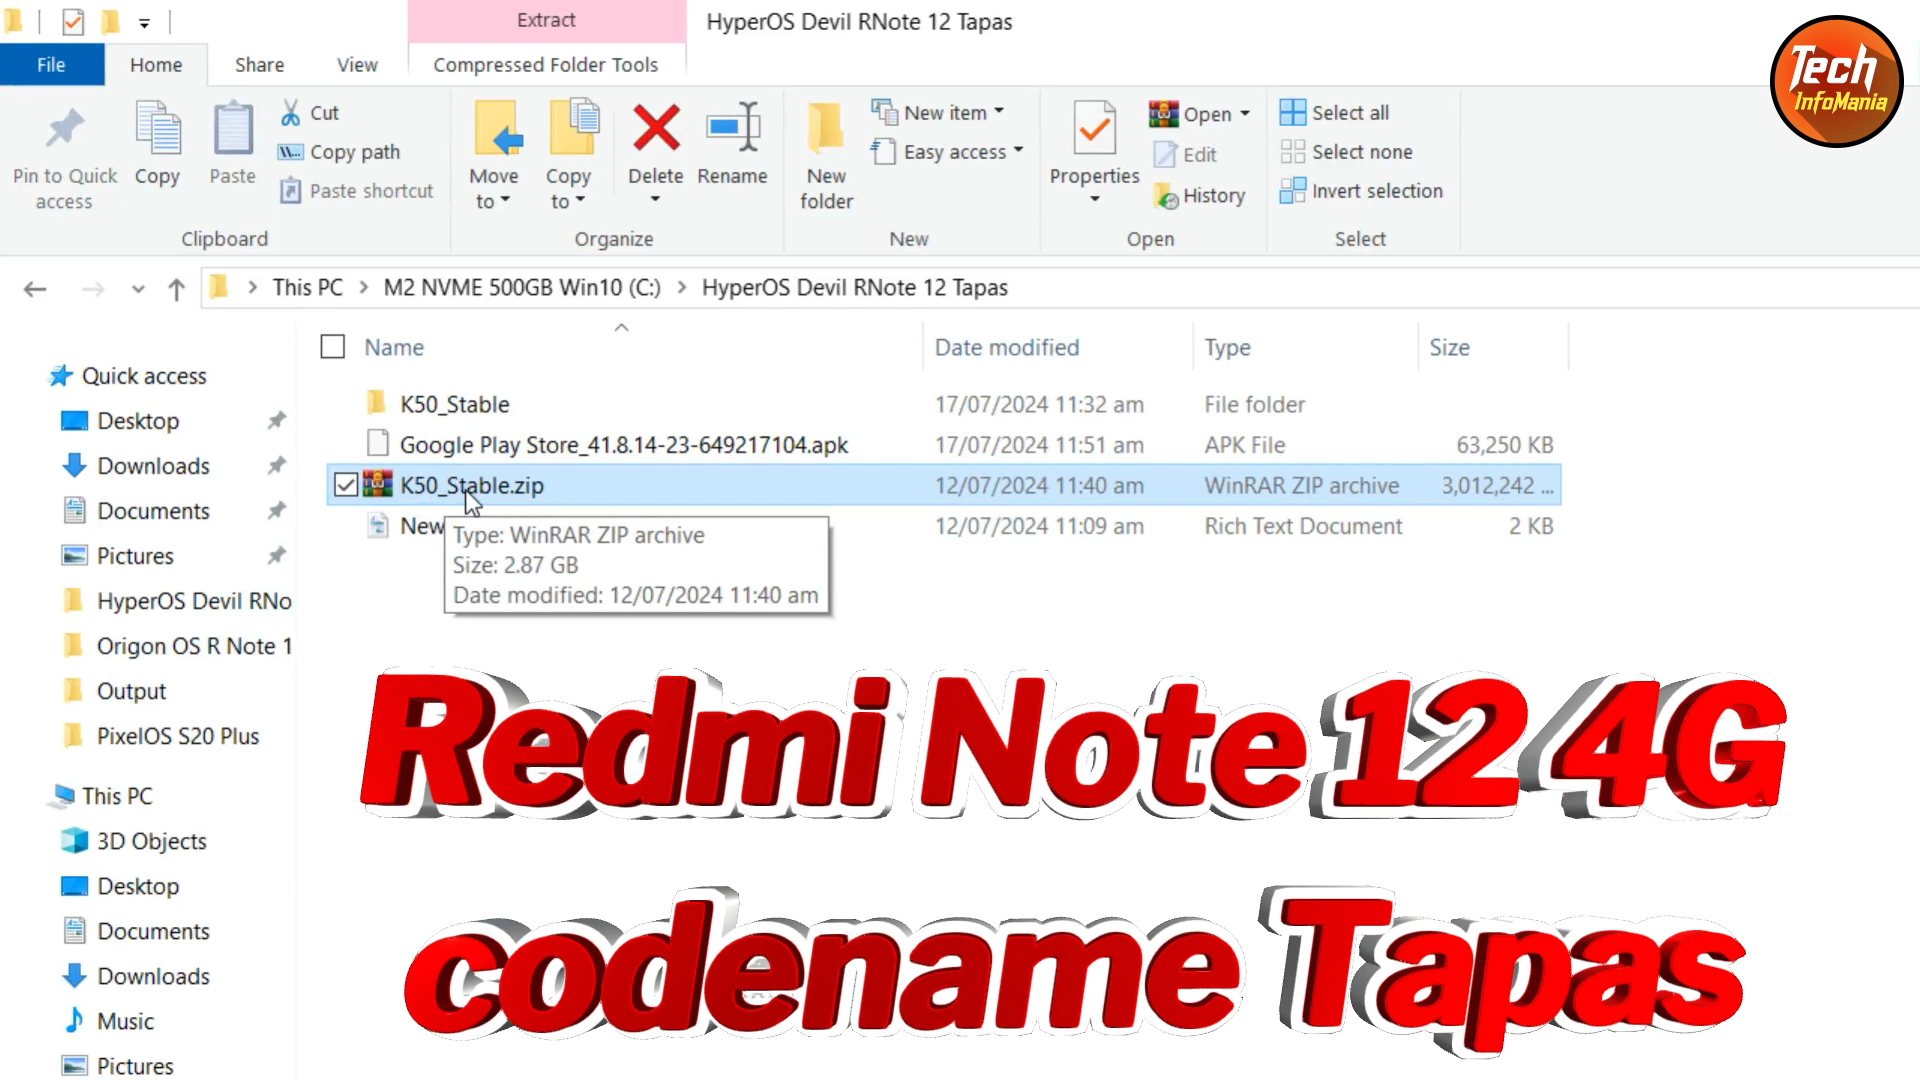 Extract
HyperOS Devil RNote 12 Tapas
File
Home
Share
View
Compressed Folder Tools
Tech
InfoMania
Pin to Quick
access
Copy
Paste
Cut
Copy path
Paste shortcut
Clipboard
Move
to
Copy
to
Delete
Rename
Organize
New
folder
New item
Easy access
New
Properties
Open
Edit
History
Open
Select all
Select none
Invert selection
Select
This PC > M2 NVME 500GB Win10 (C:) > HyperOS Devil RNote 12 Tapas
Name Date modified Type Size
K50_Stable 17/07/2024 11:32 am File folder
Google Play Store_41.8.14-23-649217104.apk 17/07/2024 11:51 am APK File 63,250 KB
K50_Stable.zip 12/07/2024 11:40 am WinRAR ZIP archive 3,012,242 ...
New 12/07/2024 11:09 am Rich Text Document 2 KB
Type: WinRAR ZIP archive
Size: 2.87 GB
Date modified: 12/07/2024 11:40 am
Quick access
Desktop
Downloads
Documents
Pictures
HyperOS Devil RNo
Origon OS R Note 1
Output
PixelOS S20 Plus
This PC
3D Objects
Desktop
Documents
Downloads
Music
Pictures
Redmi Note 12 4G
codename Tapas